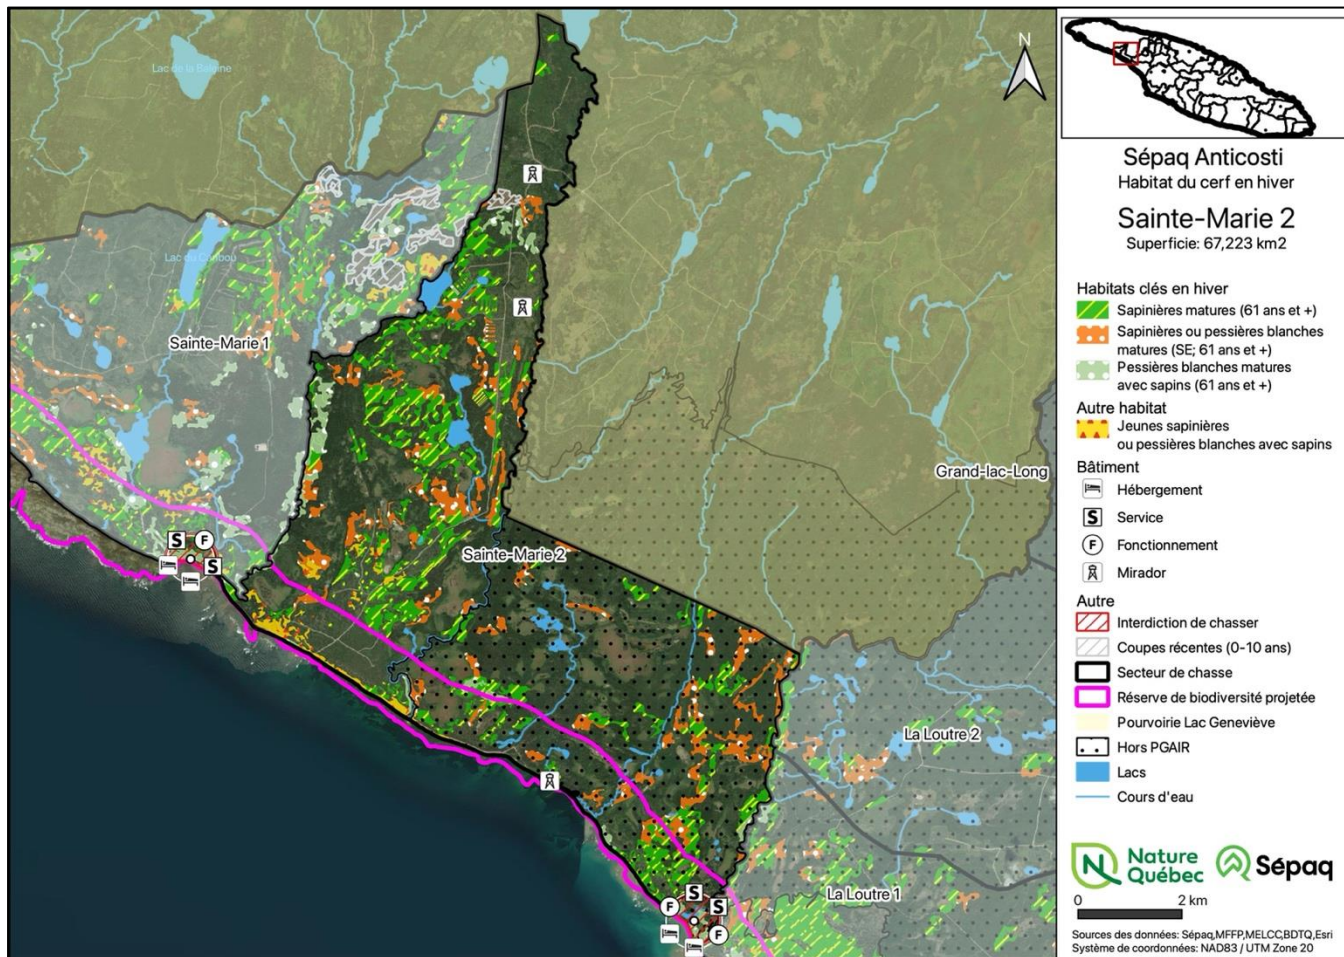 Lac de la Baleine
N
Lac du Caribou
Sainte-Marie 1
Grand-lac-Long
Sainte-Marie 2
La Loutre 2
La Loutre 1
S
F
S
S
F
S
F
Sépaq Anticosti
Habitat du cerf en hiver
Sainte-Marie 2
Superficie: 67,223 km2
Habitats clés en hiver
Sapinières matures (61 ans et +)
Sapinières ou pessières blanches
matures (SE; 61 ans et +)
Pessières blanches matures
avec sapins (61 ans et +)
Autre habitat
Jeunes sapinières
ou pessières blanches avec sapins
Bâtiment
Hébergement
S Service
F Fonctionnement
Mirador
Autre
Interdiction de chasser
Coupes récentes (0-10 ans)
Secteur de chasse
Réserve de biodiversité projetée
Pourvoirie Lac Geneviève
Hors PGAIR
Lacs
Cours d'eau
Nature
Québec
Sépaq
0 2 km
Sources des données: Sépaq,MFFP,MELCC,BDTQ,Esri
Système de coordonnées: NAD83 / UTM Zone 20